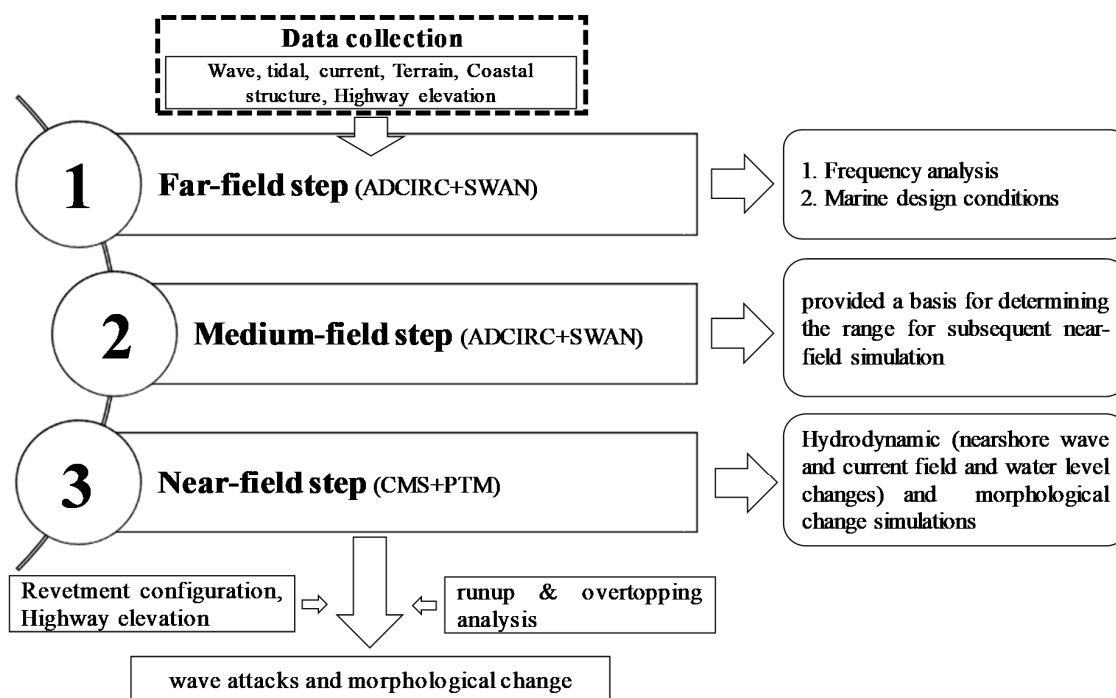 Data collection
Wave, tidal, current, Terrain, Coastal
structure, Highway elevation
1
Far-field step (ADCIRC+SWAN)
1. Frequency analysis
2. Marine design conditions
2
Medium-field step (ADCIRC+SWAN)
provided a basis for determining
the range for subsequent near-
field simulation
3
Near-field step (CMS+PTM)
Hydrodynamic (nearshore wave
and current field and water level
changes) and morphological
change simulations
Revetment configuration,
Highway elevation
runup & overtopping
analysis
wave attacks and morphological change